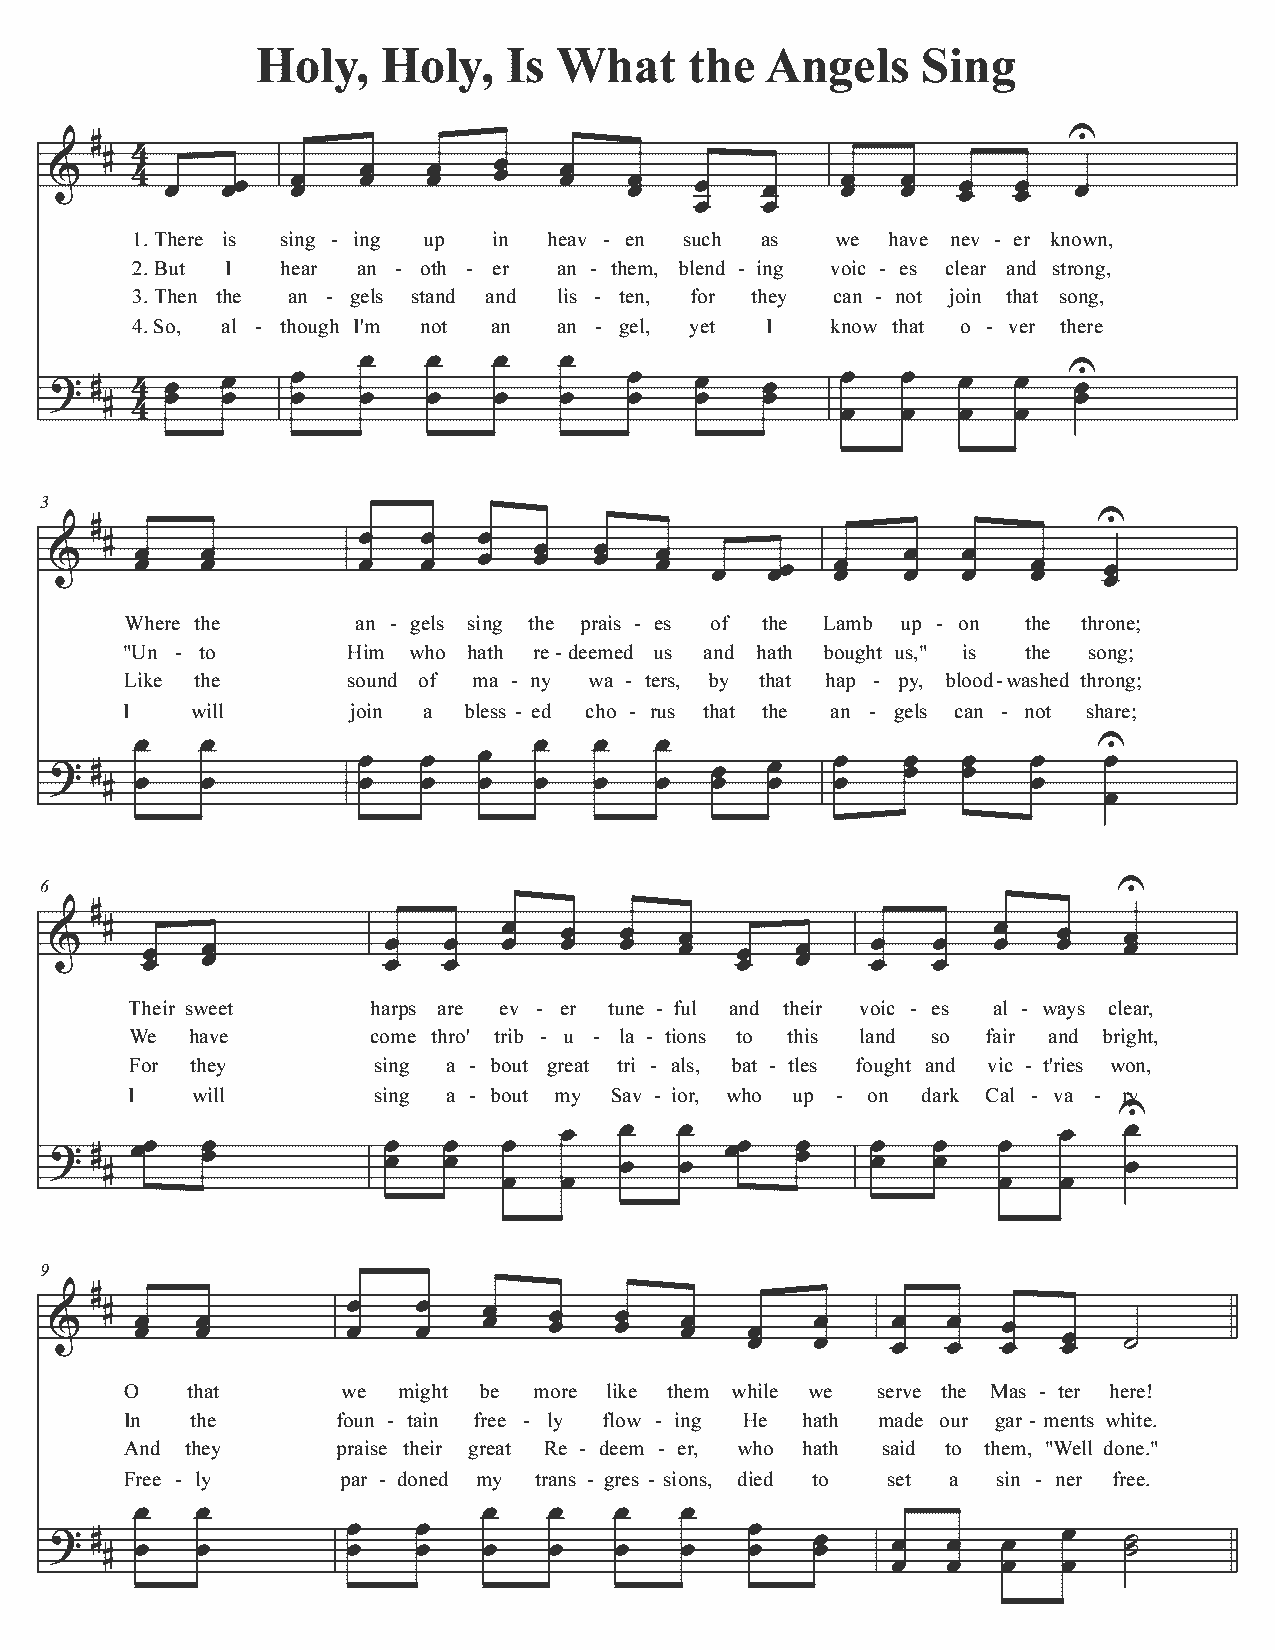 Holy, Holy, Is What the Angels Sing
1. There is sing - ing up in heav - en such as we have nev - er known,
2. But I hear an - oth - er an - them, blend - ing voic - es clear and strong,
3. Then the an - gels stand and lis - ten, for they can - not join that song,
4. So, al - though I'm not an an - gel, yet I know that o - ver there
3
Where the an - gels sing the prais - es of the Lamb up - on the throne;
"Un - to Him who hath re - deemed us and hath bought us," is the song;
Like the sound of ma - ny wa - ters, by that hap - py, blood - washed throng;
I will join a bless - ed cho - rus that the an - gels can - not share;
6
Their sweet harps are ev - er tune - ful and their voic - es al - ways clear,
We have come thro' trib - u - la - tions to this land so fair and bright,
For they sing a - bout great tri - als, bat - tles fought and vic - t'ries won,
I will sing a - bout my Sav - ior, who up - on dark Cal - va - ry
9
O that we might be more like them while we serve the Mas - ter here!
In the foun - tain free - ly flow - ing He hath made our gar - ments white.
And they praise their great Re - deem - er, who hath said to them, "Well done."
Free - ly par - doned my trans - gres - sions, died to set a sin - ner free.